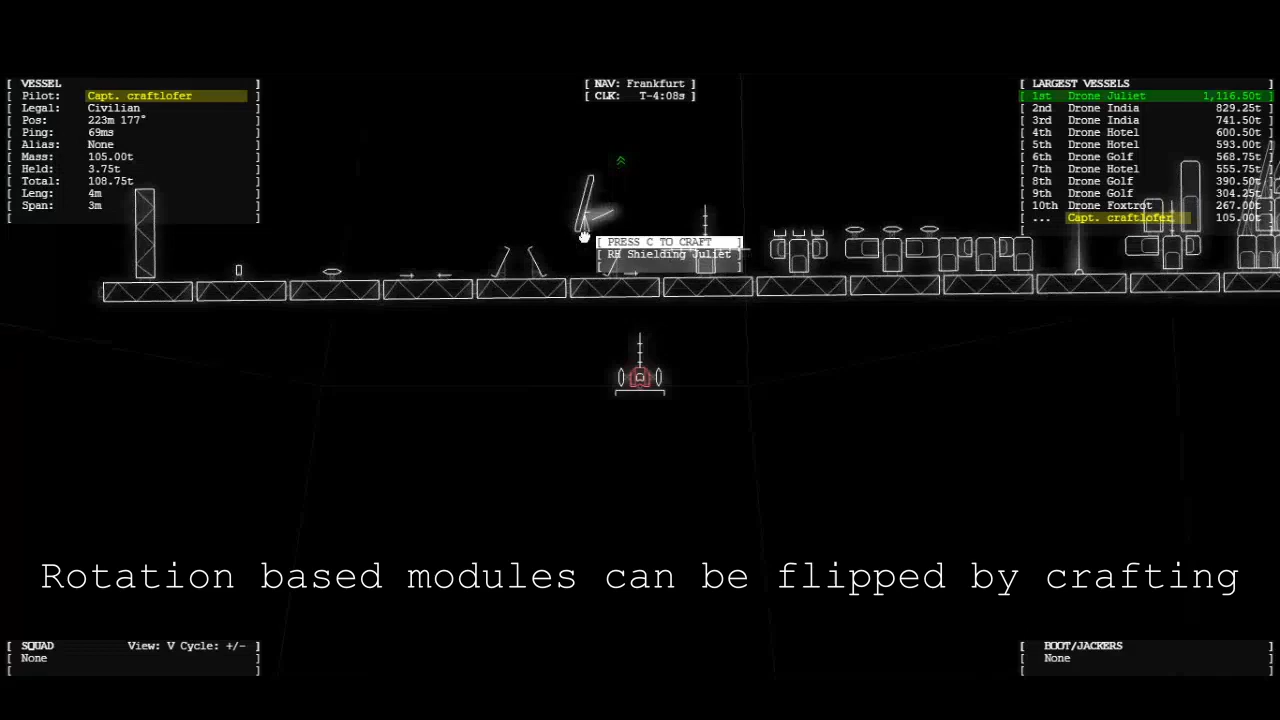 [ VESSEL ]
[ Pilot: Capt. craftlofer ]
[ Legal: Civilian ]
[ Pos: 223m 177° ]
[ Ping: 69ms ]
[ Alias: None ]
[ Mass: 105.00t ]
[ Held: 3.75t ]
[ Total: 108.75t ]
[ Leng: 4m ]
[ Span: 3m ]
[ NAV: Frankfurt ]
[ CLK: T-4:08s ]
[ LARGEST VESSELS ]
[ 1st Drone Juliet 1,116.50t ]
[ 2nd Drone India 829.25t ]
[ 3rd Drone India 741.50t ]
[ 4th Drone Hotel 600.50t ]
[ 5th Drone Hotel 593.00t ]
[ 6th Drone Golf 568.75t ]
[ 7th Drone Hotel 555.75t ]
[ 8th Drone Golf 390.50t ]
[ 9th Drone Golf 304.25t ]
[ 10th Drone Foxtrot 267.00t ]
[ ... Capt. craftlofer 105.00t ]
[ PRESS C TO CRAFT ]
[ RH Shielding Juliet ]
Rotation based modules can be flipped by crafting
[ SQUAD View: V Cycle: +/- ]
[ None ]
[ BOOT/JACKERS ]
[ None ]